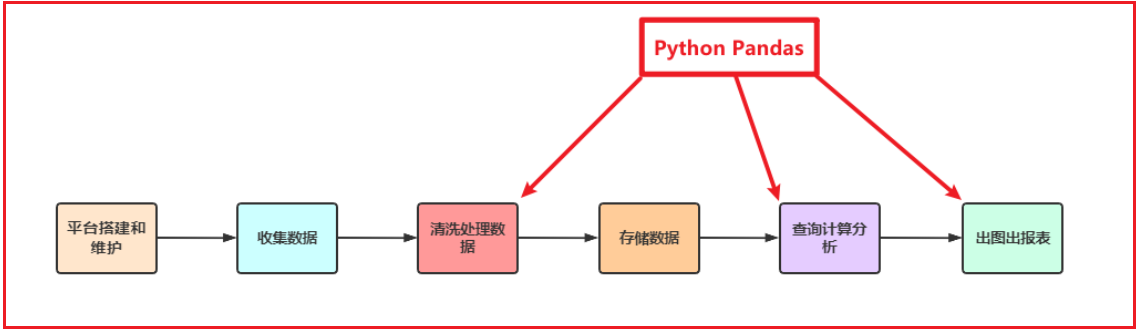 Python Pandas
平台搭建和
维护
收集数据
清洗处理数
据
存储数据
查询计算分
析
出图出报表